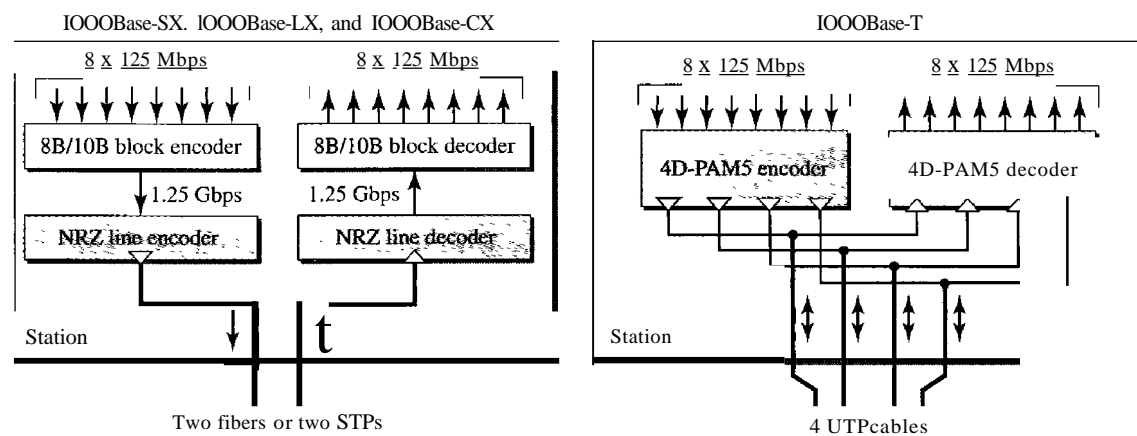 IOOOBase-SX. lOOOBase-LX, and IOOOBase-CX
8 x 125 Mbps
8 x 125 Mbps
8B/10B block encoder
8B/10B block decoder
1.25 Gbps
1.25 Gbps
NRZ line encoder
NRZ line decoder
t
Station
Two fibers or two STPs
IOOOBase-T
8 x 125 Mbps
8 x 125 Mbps
4D-PAM5 encoder
4D-PAM5 decoder
Station
4 UTPcables